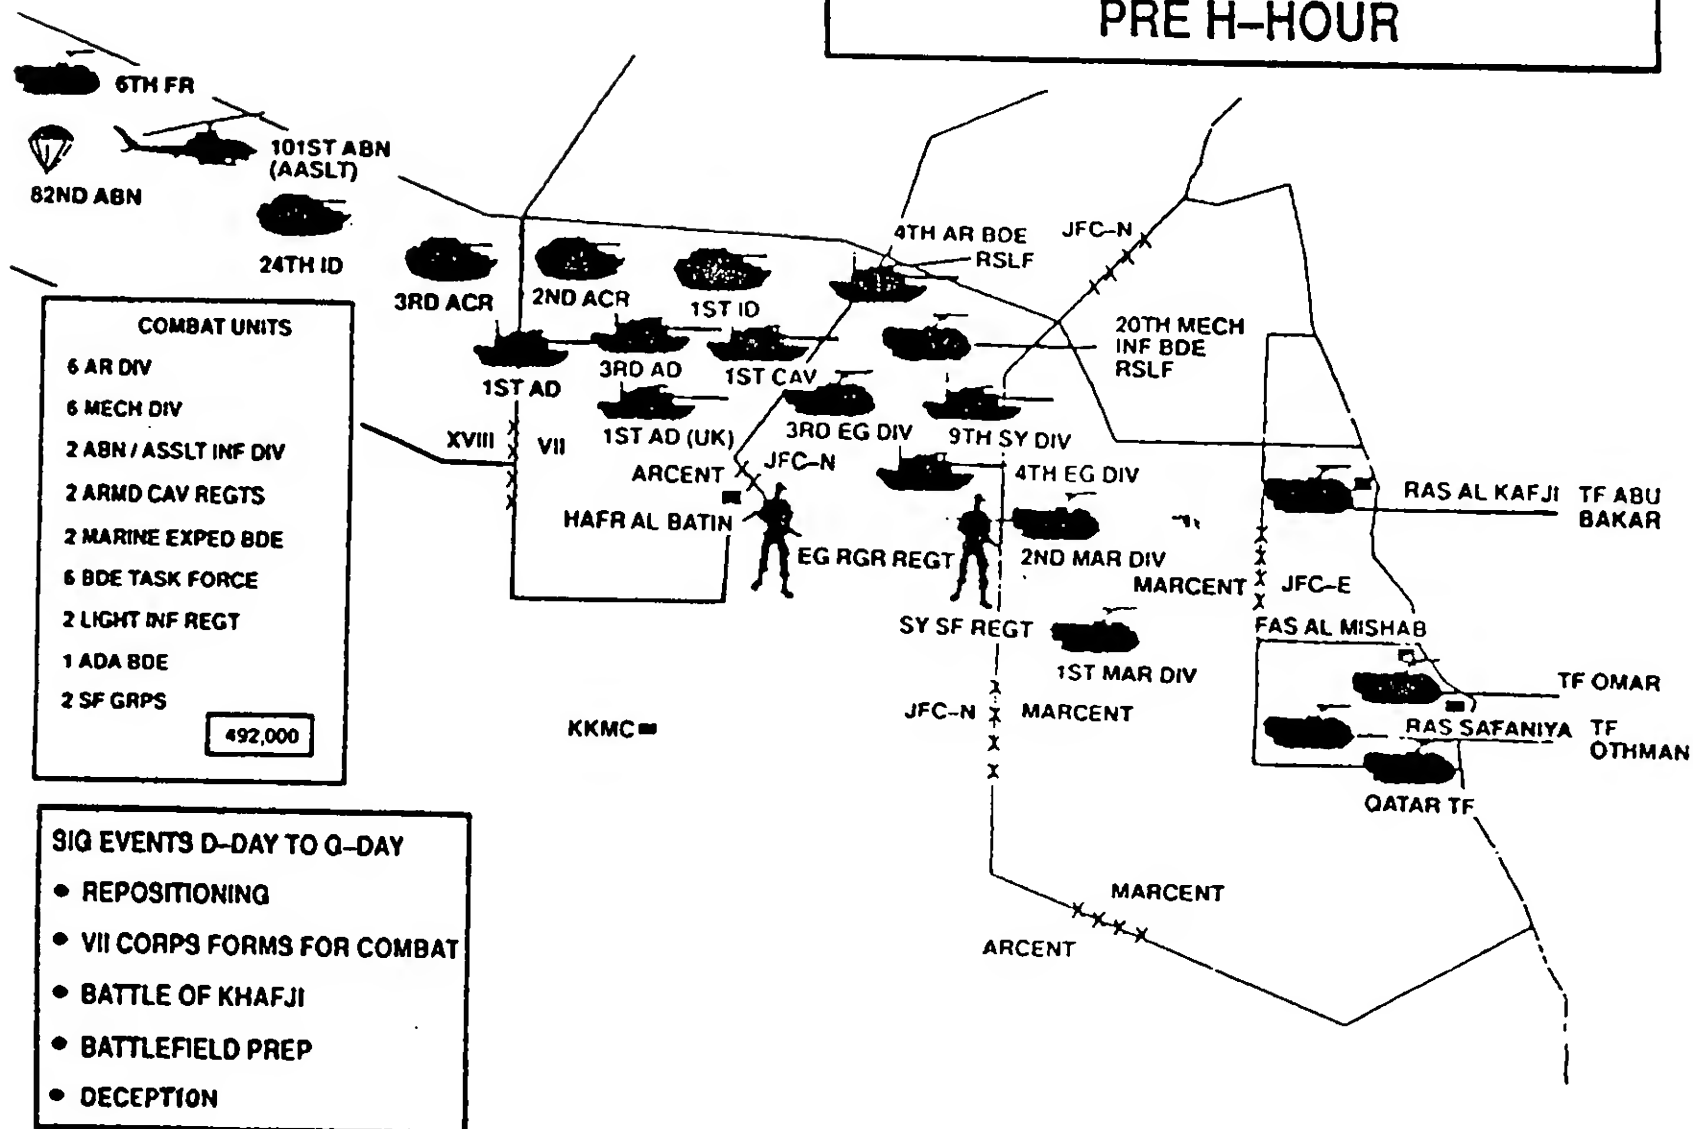 PRE H–HOUR
6TH FR
101ST ABN
(AASLT)
82ND ABN
24TH ID
3RD ACR
2ND ACR
1ST ID
4TH AR BDE
RSLF
JFC–N
20TH MECH
INF BDE
RSLF
1ST AD
3RD AD
1ST CAV
1ST AD (UK)
3RD EG DIV
9TH SY DIV
XVIII
VII
ARCENT
JFC–N
4TH EG DIV
HAFR AL BATIN
EG RGR REGT
2ND MAR DIV
RAS AL KAFJI
TF ABU
BAKAR
MARCENT
JFC–E
SY SF REGT
1ST MAR DIV
FAS AL MISHAB
TF OMAR
RAS SAFANIYA
TF
OTHMAN
QATAR TF
KKMC
JFC–N
MARCENT
MARCENT
ARCENT
COMBAT UNITS
6 AR DIV
6 MECH DIV
2 ABN / ASSLT INF DIV
2 ARMD CAV REGTS
2 MARINE EXPED BDE
6 BDE TASK FORCE
2 LIGHT INF REGT
1 ADA BDE
2 SF GRPS
492,000
SIG EVENTS D–DAY TO G–DAY
• REPOSITIONING
• VII CORPS FORMS FOR COMBAT
• BATTLE OF KHAFJI
• BATTLEFIELD PREP
• DECEPTION